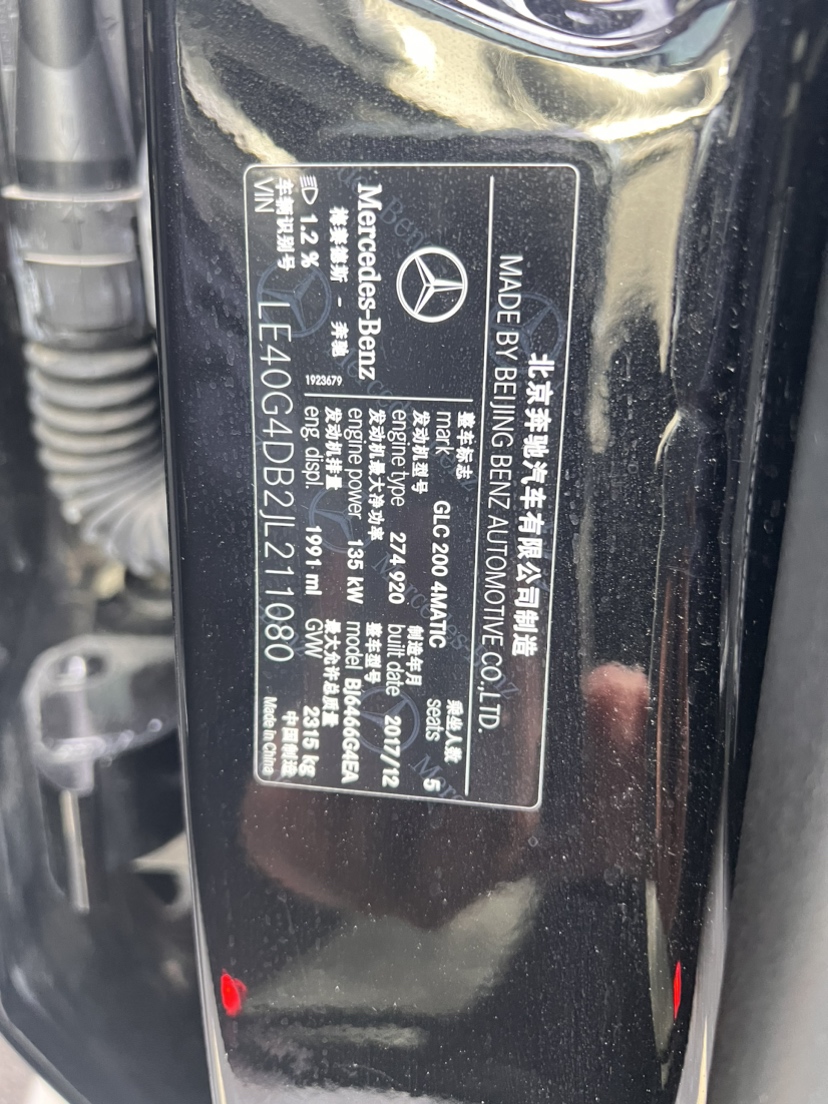 北京奔驰汽车有限公司制造
MADE BY BEIJING BENZ AUTOMOTIVE CO.,LTD.
Mercedes-Benz
梅赛德斯 - 奔驰
1.2 %
1923679
整车标志
mark GLC 200 4MATIC
乘坐人数
seats 5
发动机型号
engine type 274 920
制造年月
built date 2017/12
发动机最大净功率
engine power 135 kW
整车型号
model BJ6466G4EA
发动机排量
eng. displ. 1991 ml
最大允许总质量
GVW 2315 kg
车辆识别号
VIN LE40G4DB2JL211080
中国制造
Made in China